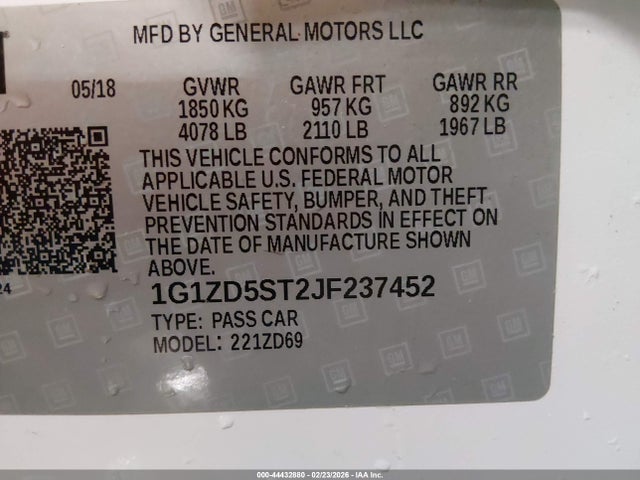 MFD BY GENERAL MOTORS LLC
05/18 GVWR GAWR FRT GAWR RR
1850 KG 957 KG 892 KG
4078 LB 2110 LB 1967 LB
THIS VEHICLE CONFORMS TO ALL
APPLICABLE U.S. FEDERAL MOTOR
VEHICLE SAFETY, BUMPER, AND THEFT
PREVENTION STANDARDS IN EFFECT ON
THE DATE OF MANUFACTURE SHOWN
ABOVE.
24
1G1ZD5ST2JF237452
TYPE: PASS CAR
MODEL: 221ZD69
GM
000-44432880 - 02/23/2026 - IAA Inc.